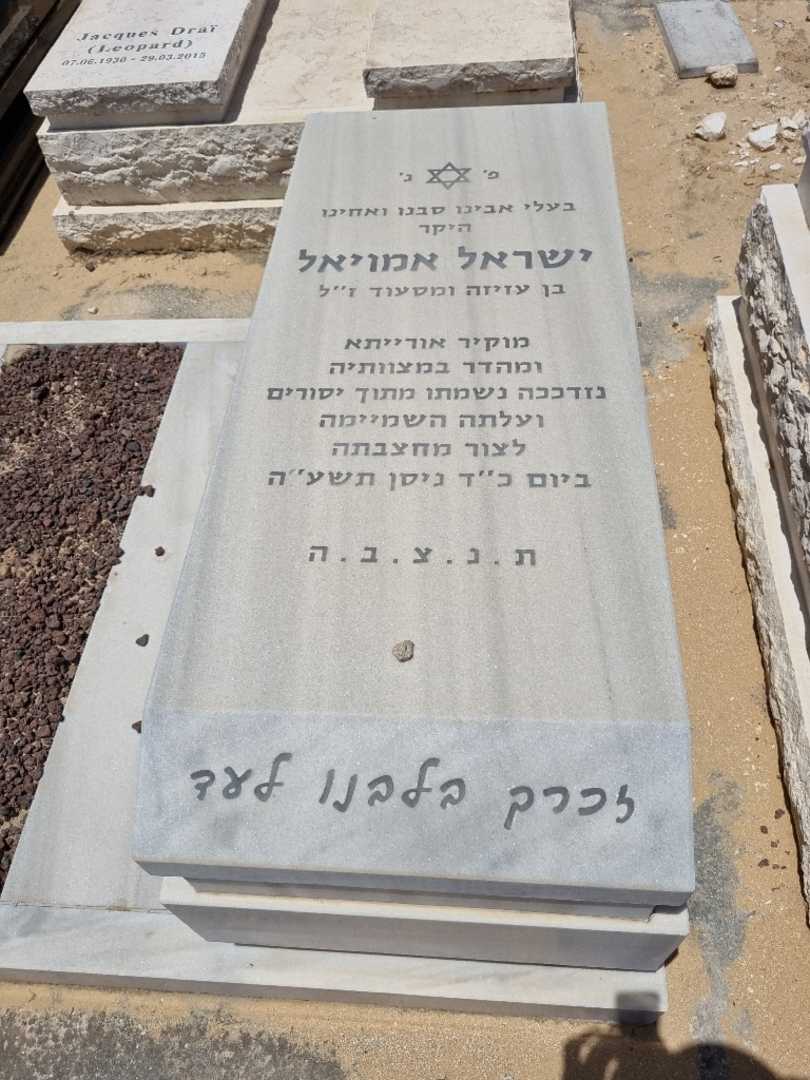 Jacques Draï
(Leopard)
07.06.1930 - 29.03.2015
פ' נ'
בעלי אבינו סבנו ואחינו
היקר
ישראל אמויאל
בן עזיזה ומסעוד ז"ל
מוקיר אורייתא
ומהדר במצוותיה
נזדככה נשמתו מתוך יסורים
ועלתה השמיימה
לצור מחצבתה
ביום כ"ד ניסן תשע"ה
ת.נ.צ.ב.ה
זכרך בלבנו לעד